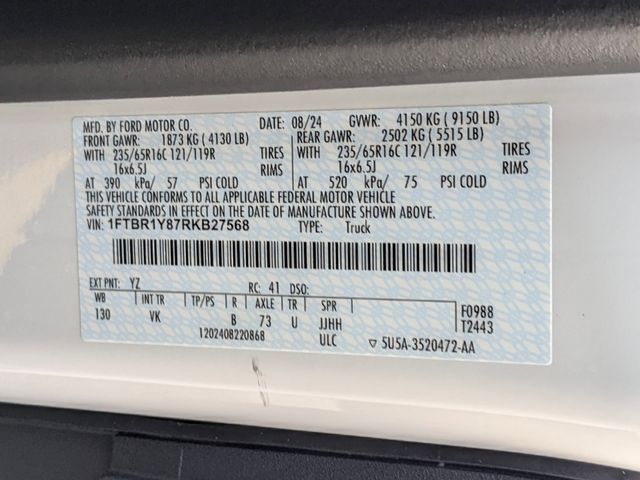 MFD. BY FORD MOTOR CO. DATE: 08/24 GVWR: 4150 KG ( 9150 LB)
FRONT GAWR: 1873 KG ( 4130 LB) REAR GAWR: 2502 KG ( 5515 LB)
WITH 235/65R16C 121/119R TIRES WITH 235/65R16C 121/119R TIRES
16x6.5J RIMS 16x6.5J RIMS
AT 390 kPa/ 57 PSI COLD AT 520 kPa/ 75 PSI COLD
THIS VEHICLE CONFORMS TO ALL APPLICABLE FEDERAL MOTOR VEHICLE
SAFETY STANDARDS IN EFFECT ON THE DATE OF MANUFACTURE SHOWN ABOVE.
VIN: 1FTBR1Y87RKB27568 TYPE: Truck
EXT PNT: YZ RC: 41 DSO:
WB INT TR TP/PS R AXLE TR SPR F0988
130 VK B 73 U JJHH T2443
1202408220868 ULC 5U5A-3520472-AA